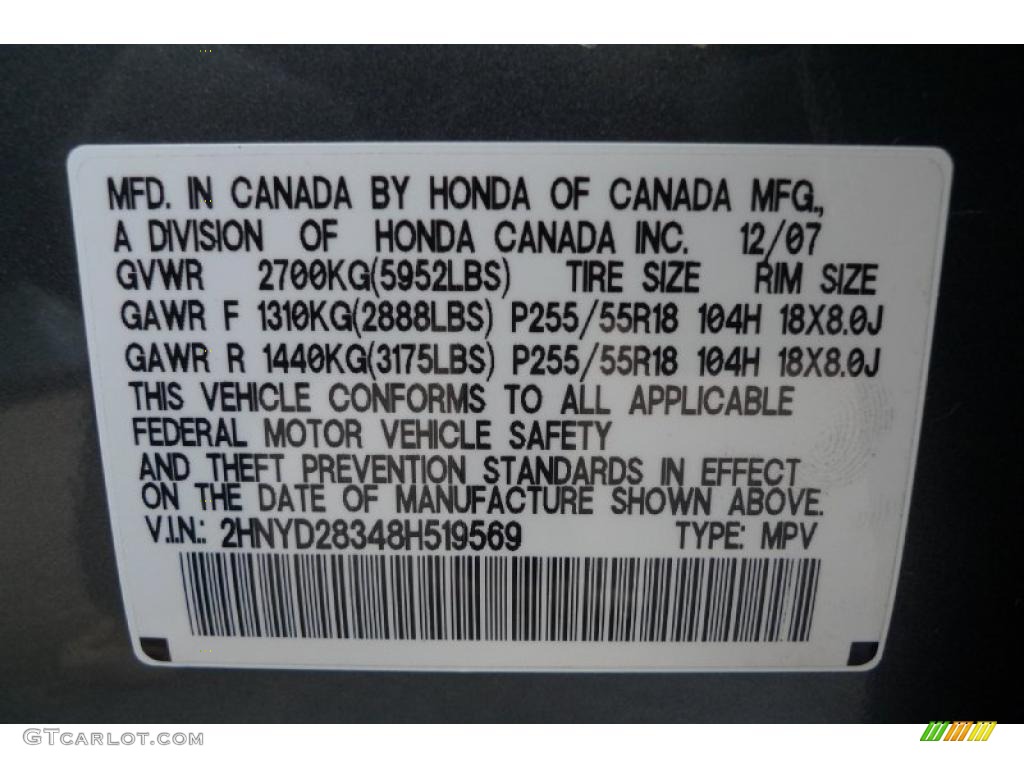 MFD. IN CANADA BY HONDA OF CANADA MFG.,
A DIVISION OF HONDA CANADA INC. 12/07
GVWR 2700KG(5952LBS) TIRE SIZE RIM SIZE
GAWR F 1310KG(2888LBS) P255/55R18 104H 18X8.0J
GAWR R 1440KG(3175LBS) P255/55R18 104H 18X8.0J
THIS VEHICLE CONFORMS TO ALL APPLICABLE
FEDERAL MOTOR VEHICLE SAFETY
AND THEFT PREVENTION STANDARDS IN EFFECT
ON THE DATE OF MANUFACTURE SHOWN ABOVE.
V.I.N.: 2HNYD28348H519569 TYPE: MPV
GTCARLOT.COM